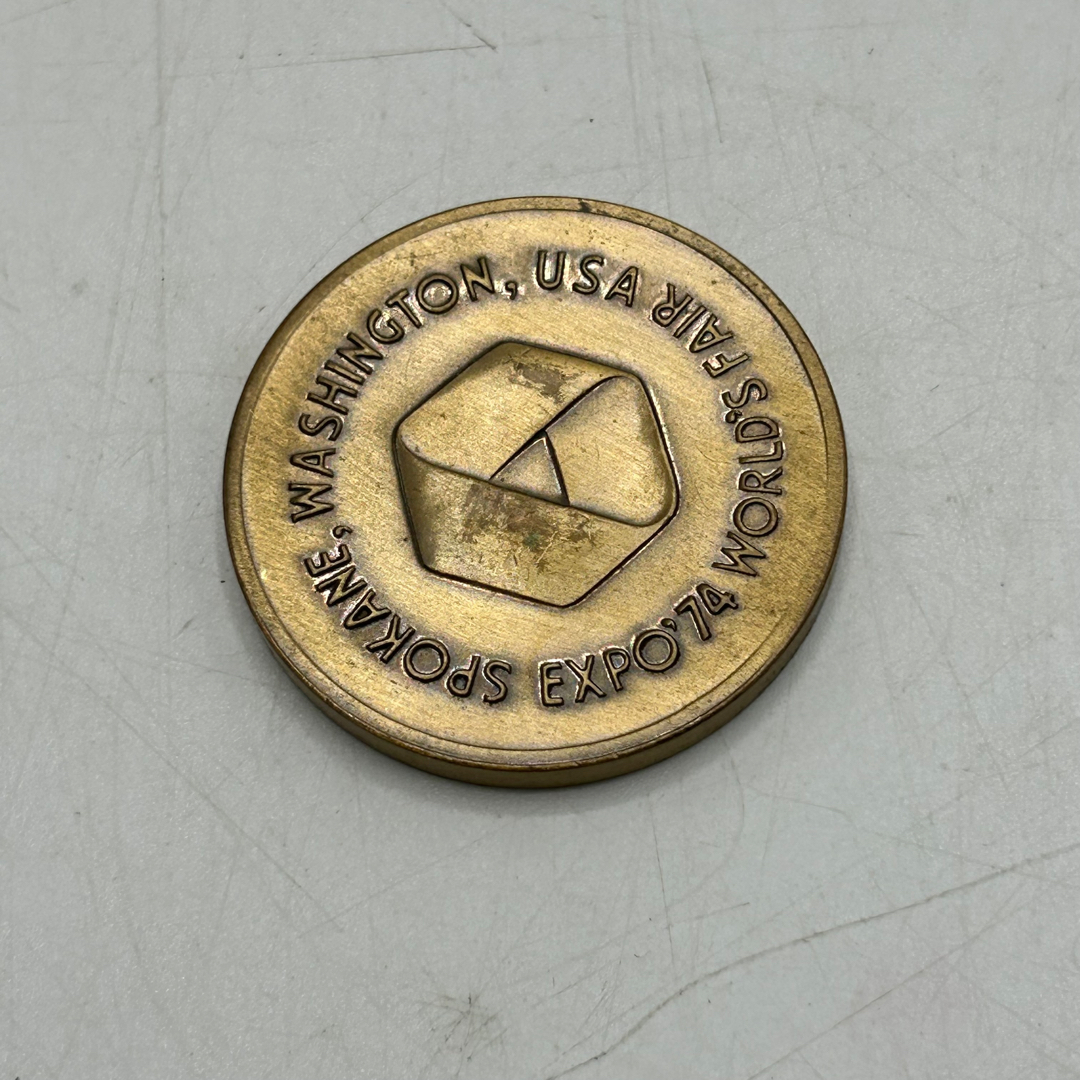 SPOKANE, WASHINGTON, USA
EXPO'74 WORLD'S FAIR